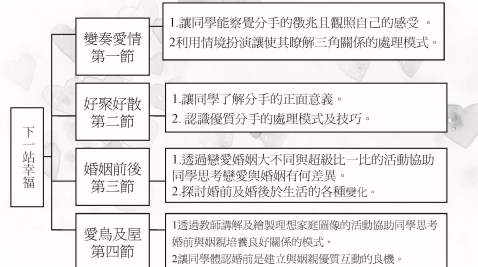 下一站幸福
變奏愛情
第一節
1.讓同學能察覺分手的徵兆且觀照自己的感受。
2利用情境扮演讓使其瞭解三角關係的處理模式。
好聚好散
第二節
1.讓同學了解分手的正面意義。
2. 認識優質分手的處理模式及技巧。
婚姻前後
第三節
1.透過戀愛婚姻大不同與超級比一比的活動協助
同學思考戀愛與婚姻有何差異。
2.探討婚前及婚後於生活的各種變化。
愛烏及屋
第四節
1透過教師講解及繪製理想家庭圖像的活動協助同學思考
婚前與姻親培養良好關係的模式。
2讓同學體認婚前是建立與姻親優質互動的良機。